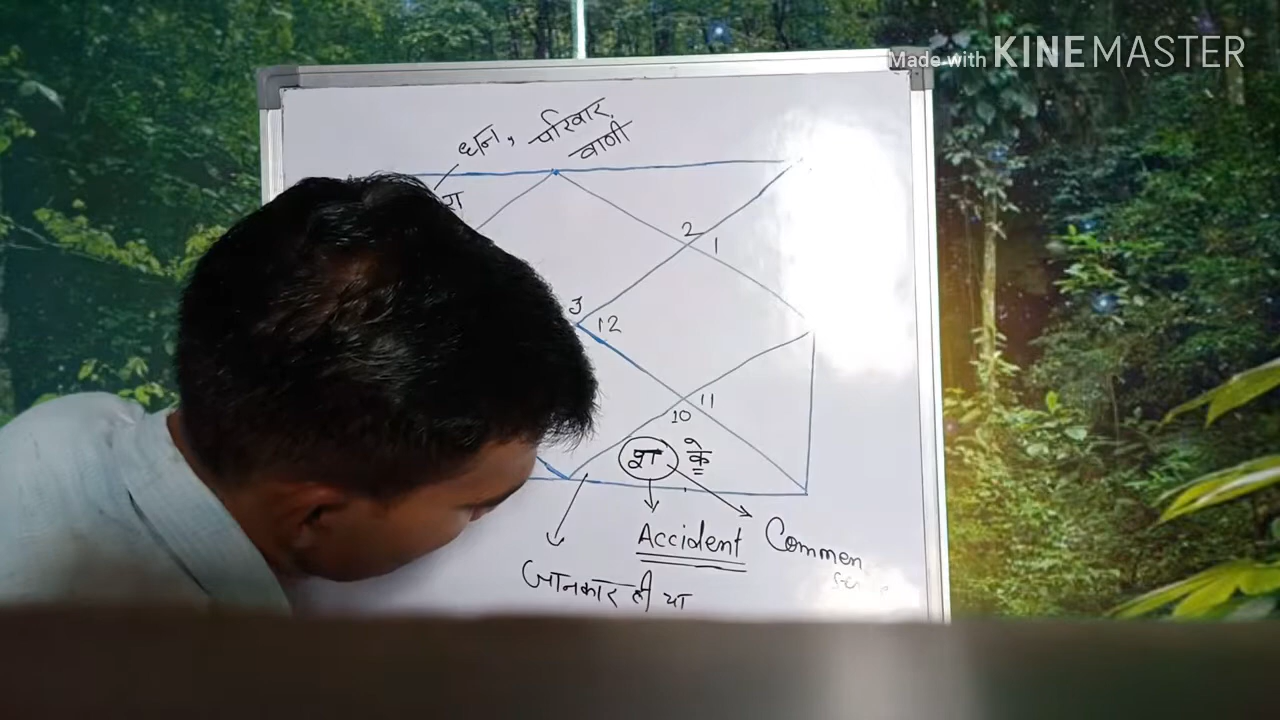 Made with KINEMASTER
धन, परिवार,
वाणी
रा
2 1
3 12
11
10
श के
Accident Commen
जानकार ही या